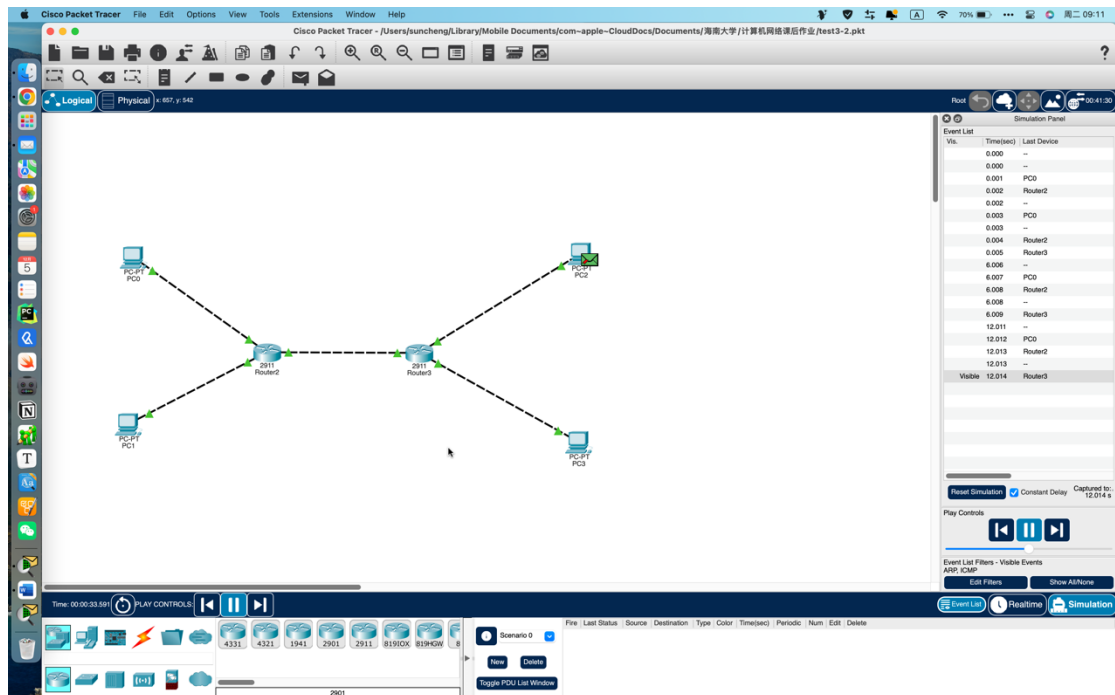 Cisco Packet Tracer File Edit Options View Tools Extensions Window Help
A 70% 周二 09:11
Cisco Packet Tracer - /Users/suncheng/Library/Mobile Documents/com~apple~CloudDocs/Documents/海南大学/计算机网络课后作业/test3-2.pkt
?
Logical Physical x: 657, y: 542
Root 00:41:30
Simulation Panel
Event List
Vis. Time(sec) Last Device
0.000 --
0.000 --
0.001 PC0
0.002 Router2
0.002 --
0.003 PC0
0.003 --
0.004 Router2
0.005 Router3
6.006 --
6.007 PC0
6.008 Router2
6.008 --
6.009 Router3
12.011 --
12.012 PC0
12.013 Router2
12.013 --
Visible 12.014 Router3
PC-PT
PC0
PC-PT
PC2
2911
Router2
2911
Router3
PC-PT
PC1
PC-PT
PC3
Reset Simulation Constant Delay Captured to:
12.014 s
Play Controls
Event List Filters - Visible Events
ARP, ICMP
Edit Filters Show All/None
Time: 00:00:33.591 PLAY CONTROLS:
Event List Realtime Simulation
4331 4321 1941 2901 2911 819IOX 819HGW
2901
Scenario 0
New Delete
Toggle PDU List Window
Fire Last Status Source Destination Type Color Time(sec) Periodic Num Edit Delete